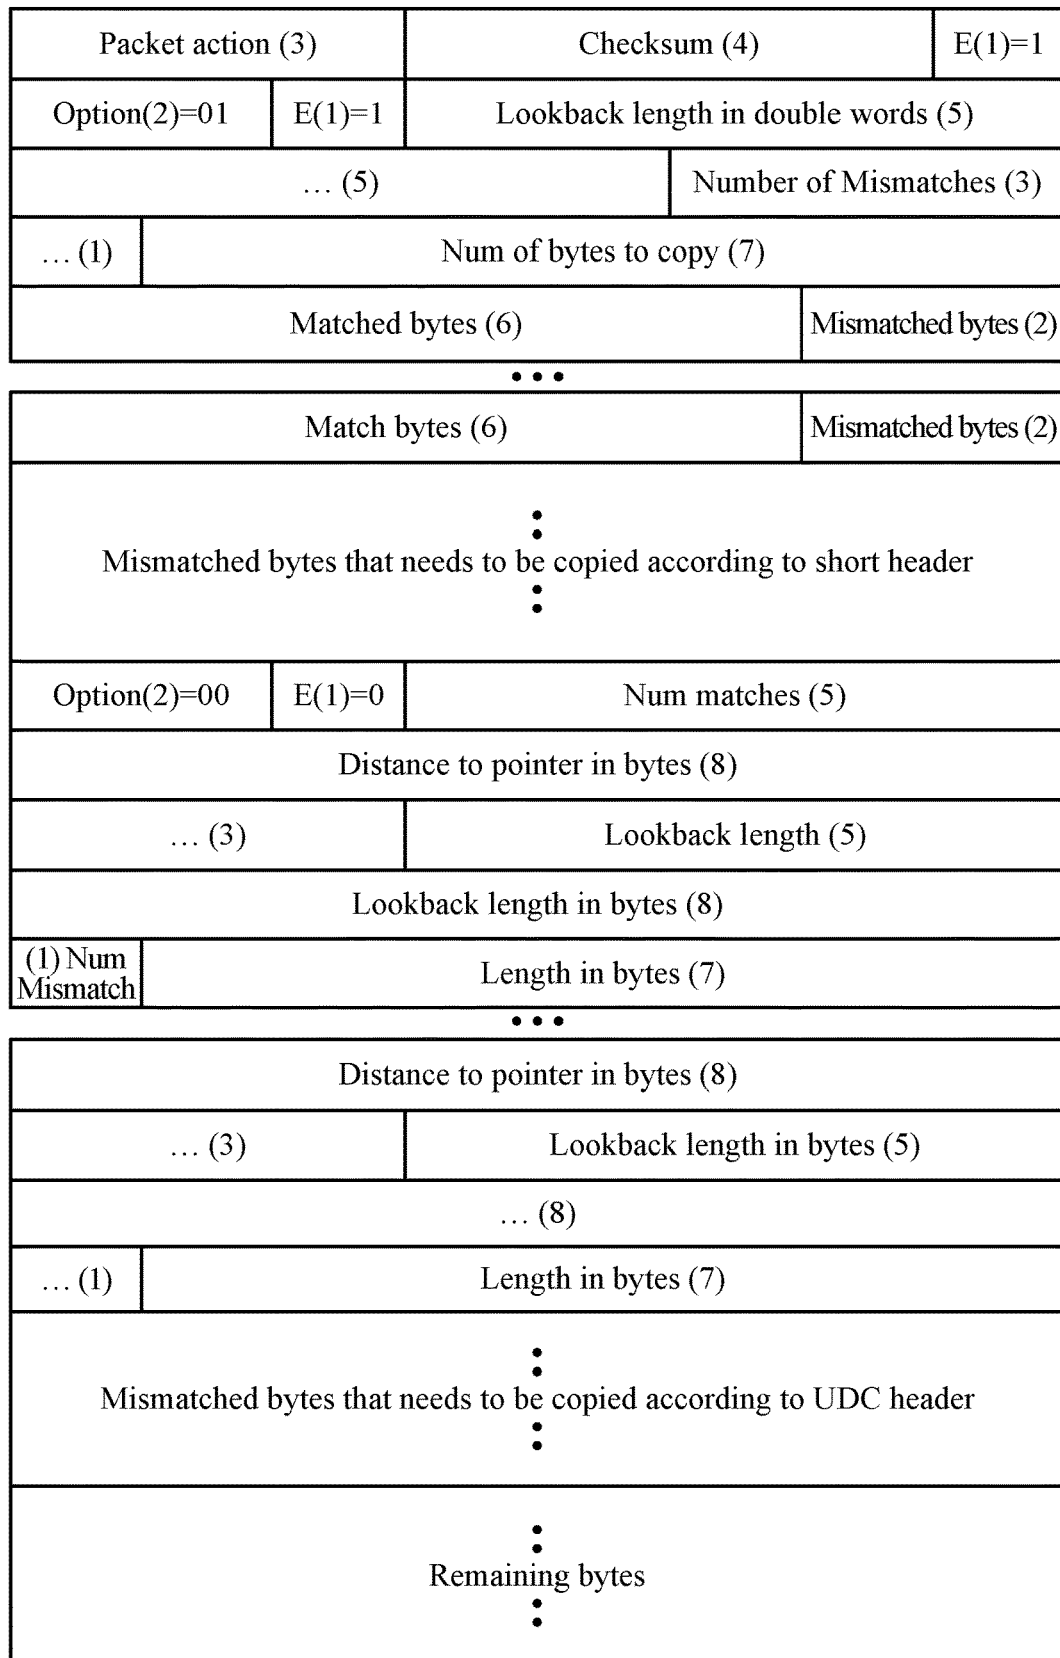 Packet action (3) Checksum (4) E(1)=1
Option(2)=01 E(1)=1 Lookback length in double words (5)
… (5) Number of Mismatches (3)
… (1) Num of bytes to copy (7)
Matched bytes (6) Mismatched bytes (2)
•••
Match bytes (6) Mismatched bytes (2)
Mismatched bytes that needs to be copied according to short header
Option(2)=00 E(1)=0 Num matches (5)
Distance to pointer in bytes (8)
… (3) Lookback length (5)
Lookback length in bytes (8)
(1) Num
Mismatch Length in bytes (7)
•••
Distance to pointer in bytes (8)
… (3) Lookback length in bytes (5)
… (8)
… (1) Length in bytes (7)
Mismatched bytes that needs to be copied according to UDC header
Remaining bytes